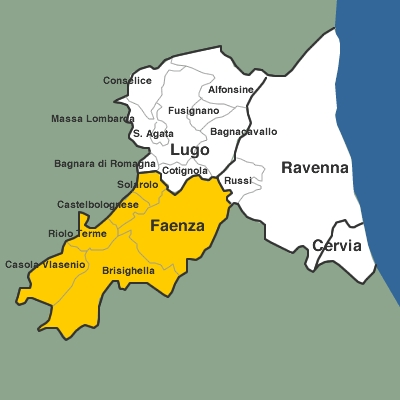 Conselice
Alfonsine
Fusignano
Massa Lombarda
S. Agata
Bagnacavallo
Lugo
Bagnara di Romagna
Cotignola
Ravenna
Russi
Solarolo
Castelbolognese
Faenza
Riolo Terme
Cervia
Casola Vlasenio
Brisighella